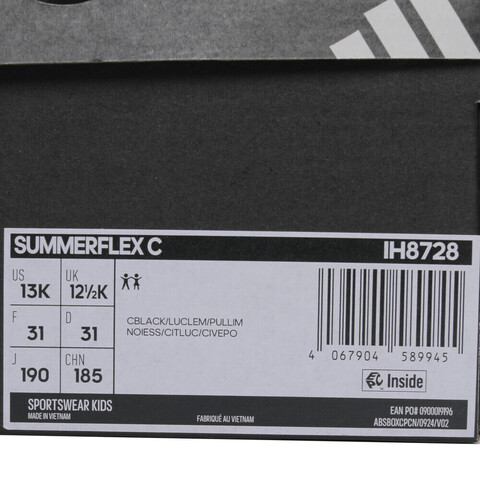 SUMMERFLEX C IH8728
US UK
13K 12½K
F D
31 31
J CHN
190 185
CBLACK/LUCLEM/PULLIM
NOIESS/CITLUC/CIVEPO
4 067904 589945
Inside
SPORTSWEAR KIDS
MADE IN VIETNAM
FABRIQUÉ AU VIETNAM
EAN PO# 0900019196
ABSBOXCPCN/0924/V02